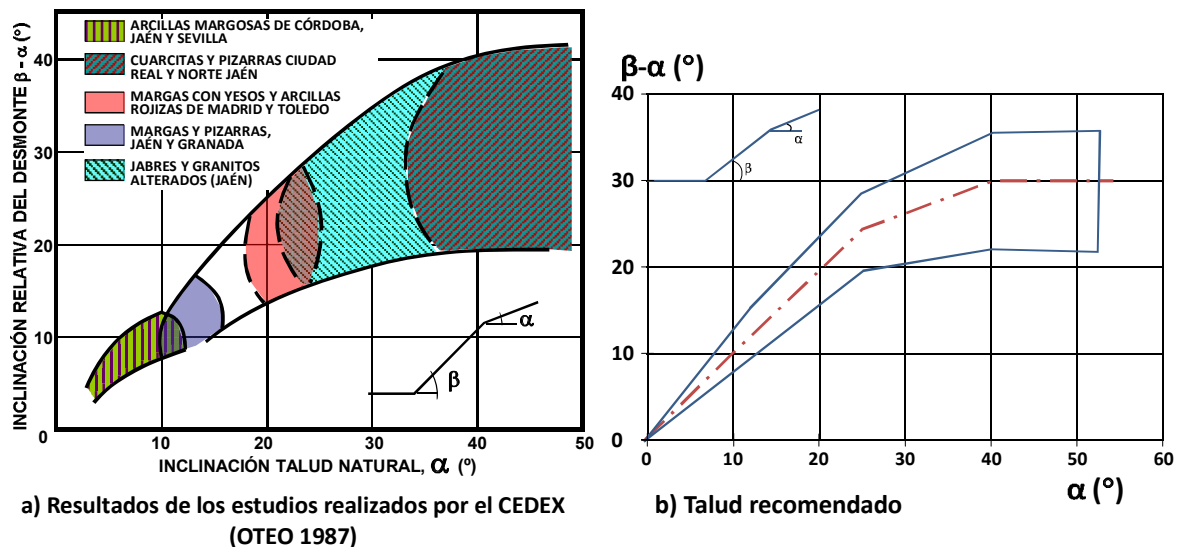 ARCILLAS MARGOSAS DE CÓRDOBA,
JAÉN Y SEVILLA
CUARCITAS Y PIZARRAS CIUDAD
REAL Y NORTE JAÉN
MARGAS CON YESOS Y ARCILLAS
ROJIZAS DE MADRID Y TOLEDO
MARGAS Y PIZARRAS,
JAÉN Y GRANADA
JABRES Y GRANITOS
ALTERADOS (JAÉN)
INCLINACIÓN RELATIVA DEL DESMONTE β - α (°)
40
30
20
10
0
10
20
30
40
50
α
β
INCLINACIÓN TALUD NATURAL, α (º)
a) Resultados de los estudios realizados por el CEDEX
(OTEO 1987)
β-α (°)
40
30
20
10
0
α
β
0
10
20
30
40
50
60
α (°)
b) Talud recomendado